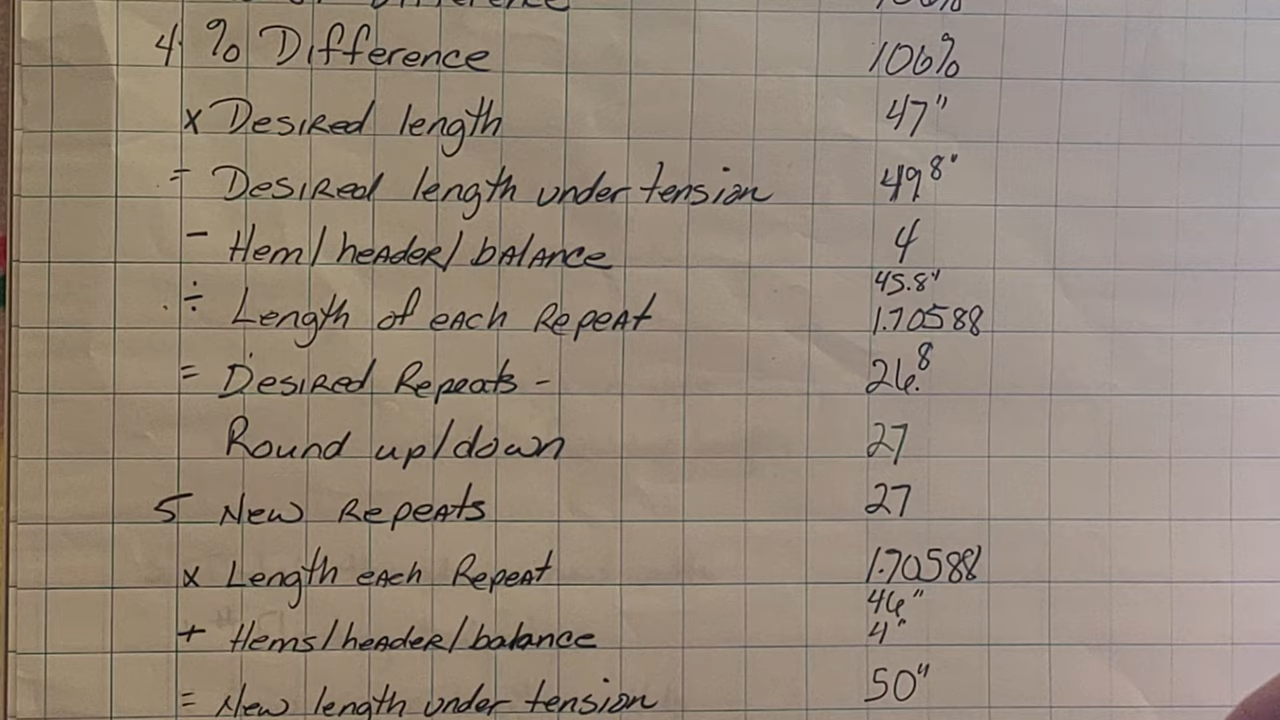 Difference 106%
4 % Difference 106%
x Desired length 47"
= Desired length under tension 49.8"
- Hem/header/balance 4
45.8"
÷ Length of each Repeat 1.70588
= Desired Repeats - 26.8
Round up/down 27
5 New Repeats 27
x Length each Repeat 1.70588
46"
+ Hems/header/balance 4"
= New length under tension 50"